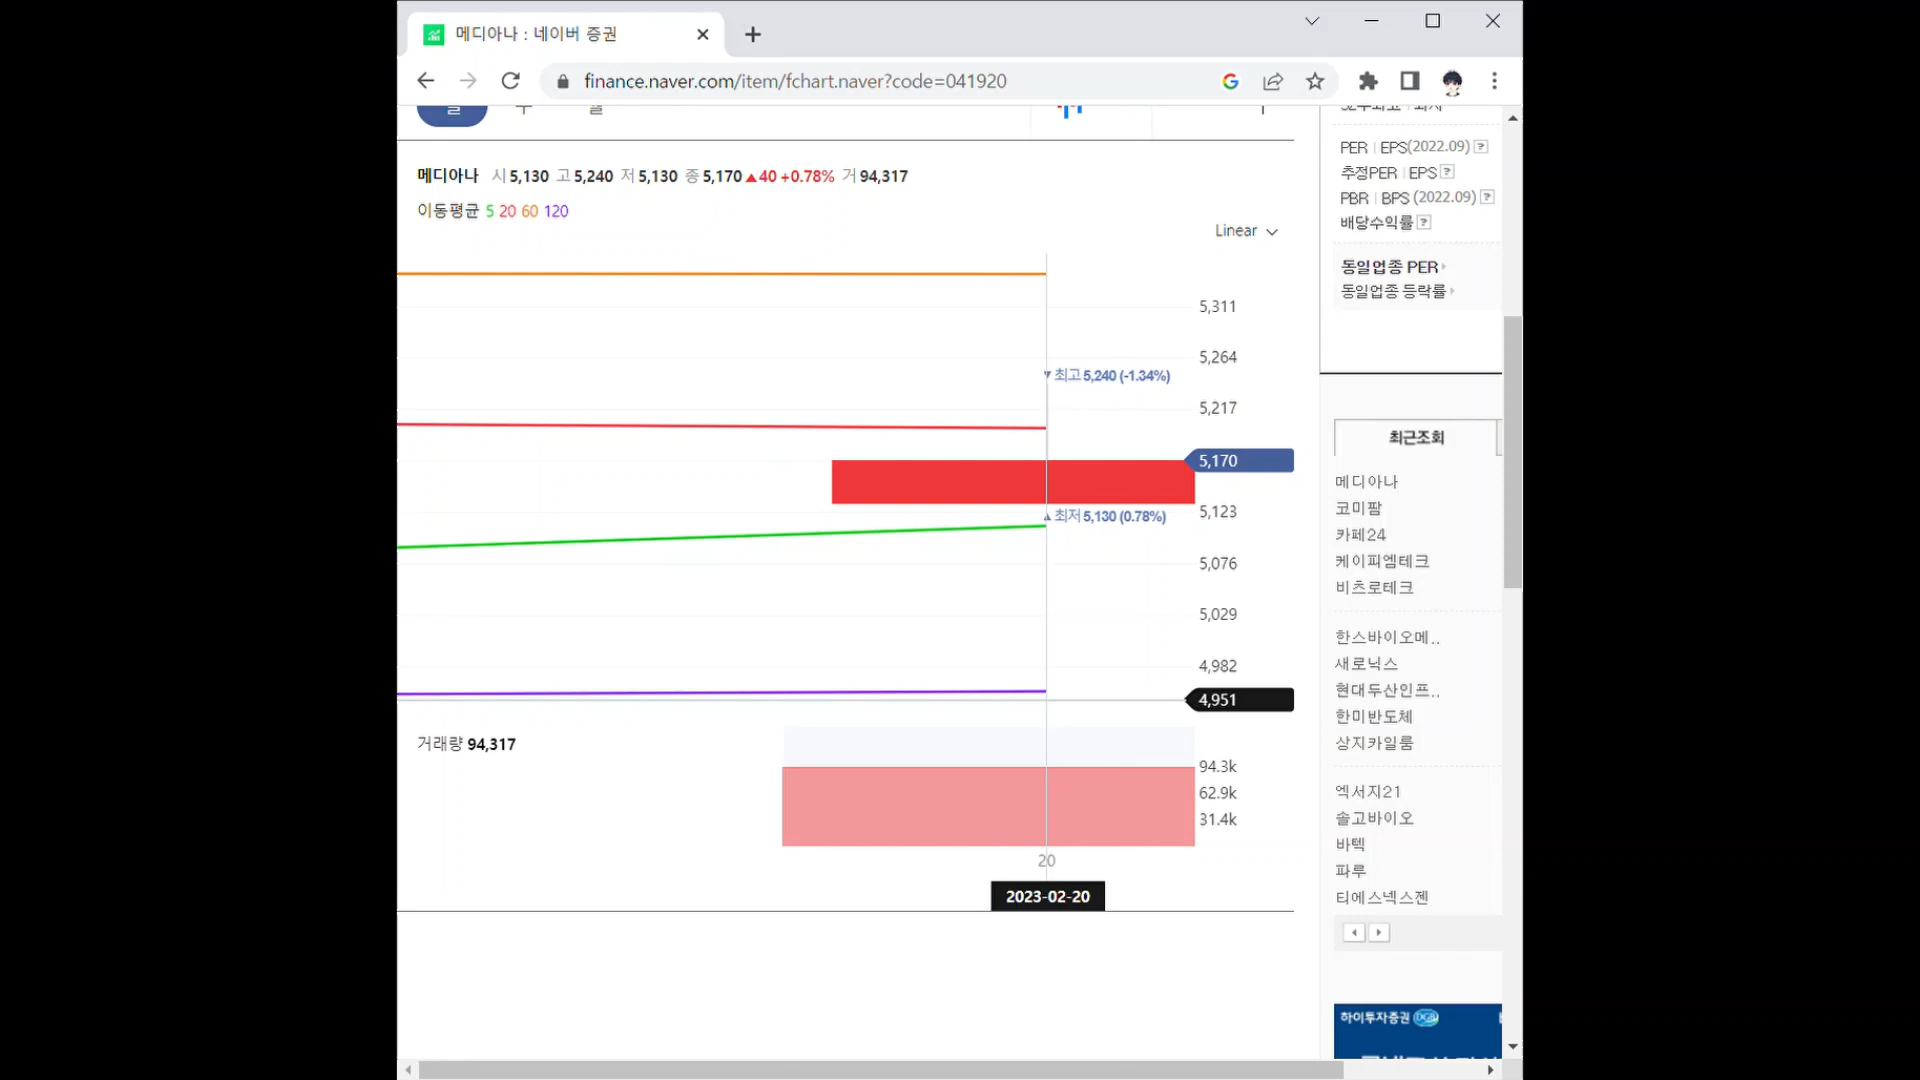 메디아나 : 네이버 증권
finance.naver.com/item/fchart.naver?code=041920
메디아나 시 5,130 고 5,240 저 5,130 종 5,170 ▲40 +0.78% 거 94,317
이동평균 5 20 60 120
Linear
5,311
5,264
▼최고 5,240 (-1.34%)
5,217
5,170
▲최저 5,130 (0.78%)
5,123
5,076
5,029
4,982
4,951
거래량 94,317
94.3k
62.9k
31.4k
20
2023-02-20
PER | EPS(2022.09) ?
추정PER | EPS ?
PBR | BPS (2022.09) ?
배당수익률 ?
동일업종 PER
동일업종 등락률
최근조회
메디아나
코미팜
카페24
케이피엠테크
비츠로테크
한스바이오메..
새로닉스
현대두산인프..
한미반도체
상지카일룸
엑서지21
솔고바이오
바텍
파루
티에스넥스젠
하이투자증권 DGB